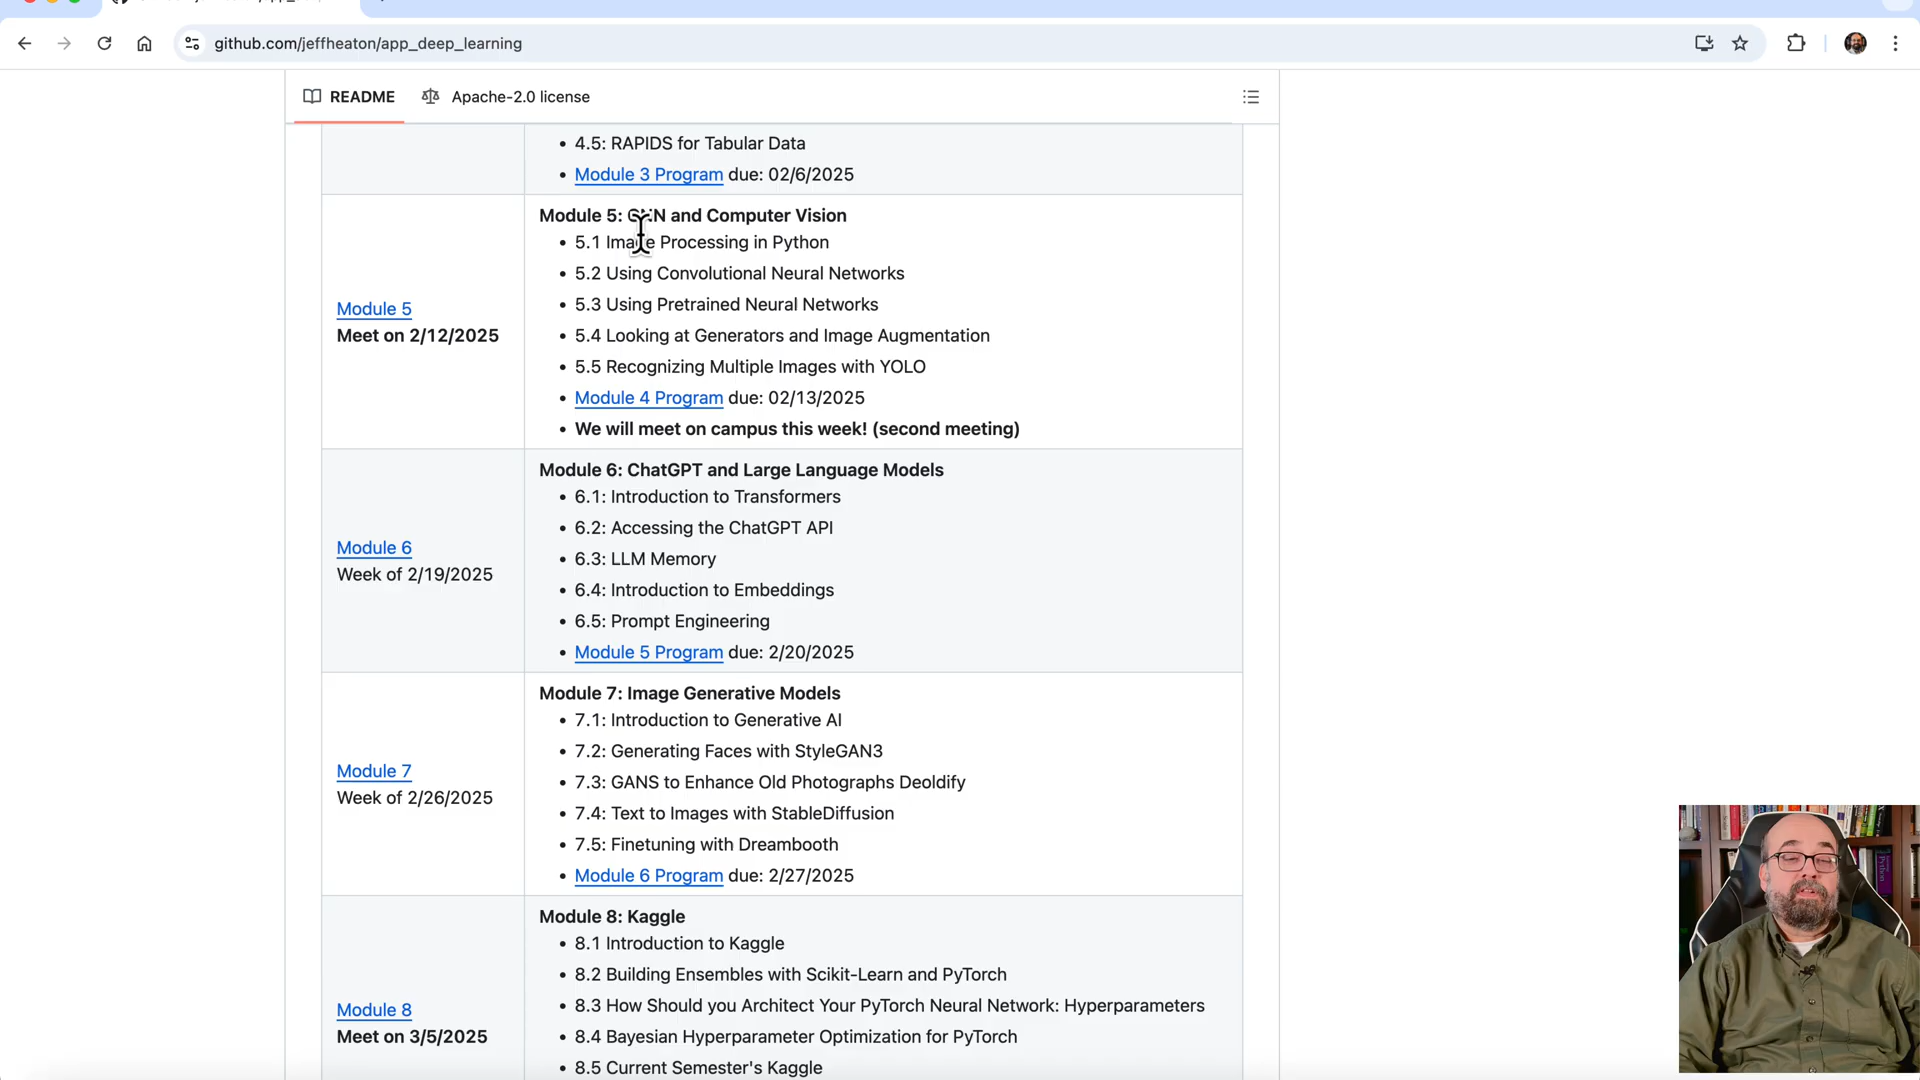 github.com/jeffheaton/app_deep_learning
README
Apache-2.0 license
4.5: RAPIDS for Tabular Data
Module 3 Program due: 02/6/2025
Module 5
Meet on 2/12/2025
Module 5: CNN and Computer Vision
5.1 Image Processing in Python
5.2 Using Convolutional Neural Networks
5.3 Using Pretrained Neural Networks
5.4 Looking at Generators and Image Augmentation
5.5 Recognizing Multiple Images with YOLO
Module 4 Program due: 02/13/2025
We will meet on campus this week! (second meeting)
Module 6
Week of 2/19/2025
Module 6: ChatGPT and Large Language Models
6.1: Introduction to Transformers
6.2: Accessing the ChatGPT API
6.3: LLM Memory
6.4: Introduction to Embeddings
6.5: Prompt Engineering
Module 5 Program due: 2/20/2025
Module 7
Week of 2/26/2025
Module 7: Image Generative Models
7.1: Introduction to Generative AI
7.2: Generating Faces with StyleGAN3
7.3: GANS to Enhance Old Photographs Deoldify
7.4: Text to Images with StableDiffusion
7.5: Finetuning with Dreambooth
Module 6 Program due: 2/27/2025
Module 8
Meet on 3/5/2025
Module 8: Kaggle
8.1 Introduction to Kaggle
8.2 Building Ensembles with Scikit-Learn and PyTorch
8.3 How Should you Architect Your PyTorch Neural Network: Hyperparameters
8.4 Bayesian Hyperparameter Optimization for PyTorch
8.5 Current Semester's Kaggle